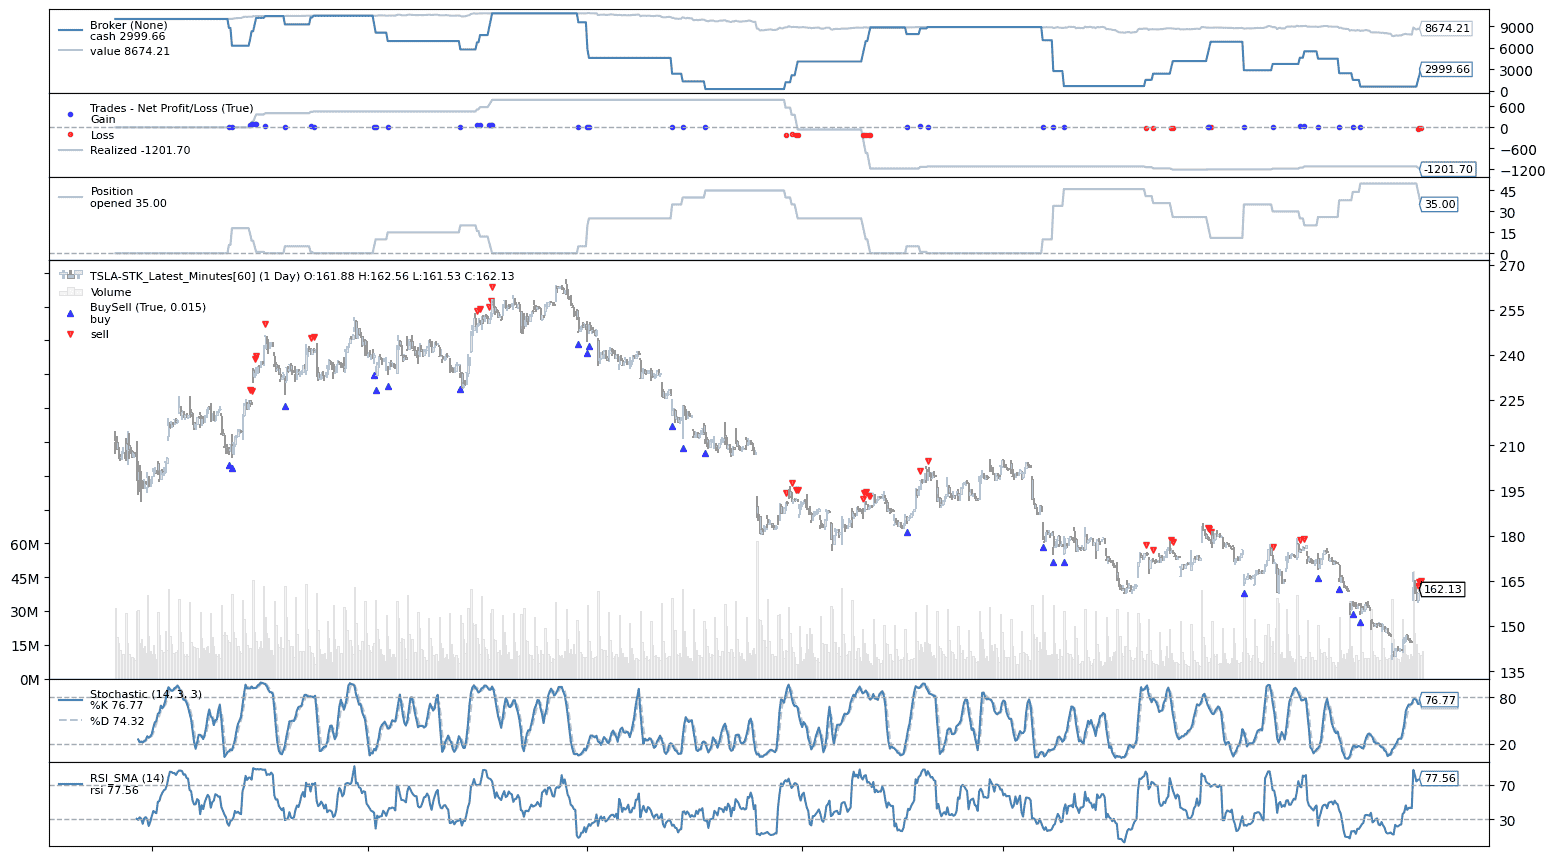 Broker (None)
cash 2999.66
value 8674.21
9000
6000
3000
0
8674.21
2999.66
Trades - Net Profit/Loss (True)
Gain
Loss
Realized -1201.70
600
0
−600
−1200
-1201.70
Position
opened 35.00
45
30
15
0
35.00
TSLA-STK_Latest_Minutes[60] (1 Day) O:161.88 H:162.56 L:161.53 C:162.13
Volume
BuySell (True, 0.015)
buy
sell
270
255
240
225
210
195
180
165
150
135
162.13
60M
45M
30M
15M
0M
Stochastic (14, 3, 3)
%K 76.77
%D 74.32
80
20
76.77
RSI_SMA (14)
rsi 77.56
70
30
77.56